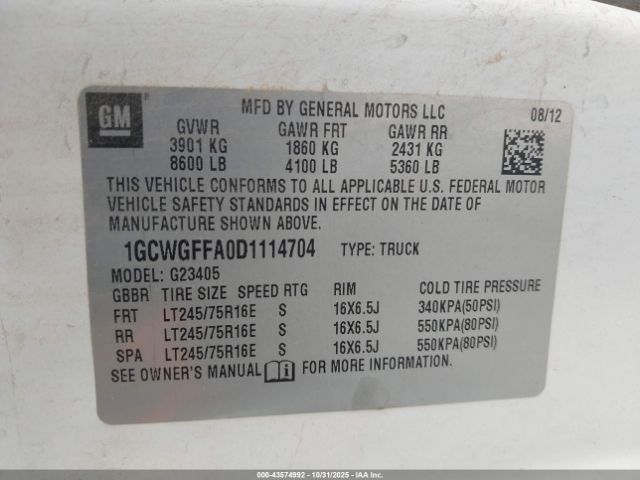 GM
MFD BY GENERAL MOTORS LLC 08/12
GVWR GAWR FRT GAWR RR
3901 KG 1860 KG 2431 KG
8600 LB 4100 LB 5360 LB
THIS VEHICLE CONFORMS TO ALL APPLICABLE U.S. FEDERAL MOTOR
VEHICLE SAFETY STANDARDS IN EFFECT ON THE DATE OF
MANUFACTURE SHOWN ABOVE.
1GCWGFFA0D1114704 TYPE: TRUCK
MODEL: G23405
GBBR TIRE SIZE SPEED RTG RIM COLD TIRE PRESSURE
FRT LT245/75R16E S 16X6.5J 340KPA(50PSI)
RR LT245/75R16E S 16X6.5J 550KPA(80PSI)
SPA LT245/75R16E S 16X6.5J 550KPA(80PSI)
SEE OWNER'S MANUAL i FOR MORE INFORMATION.
000-43574992 - 10/31/2025 - IAAI.COM